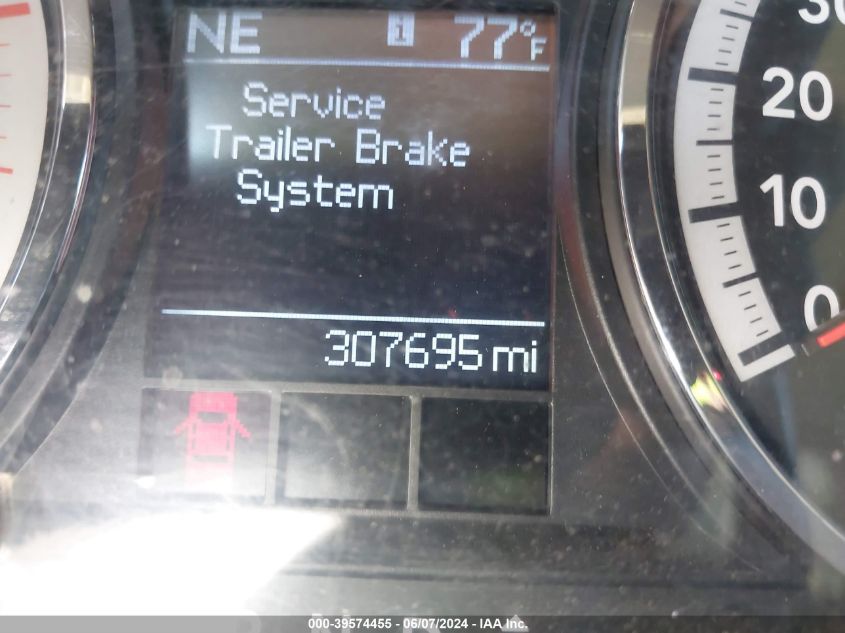 NE i 77°F
Service
Trailer Brake
System
307695 mi
20
10
0
000-39574455 - 06/07/2024 - IAA Inc.